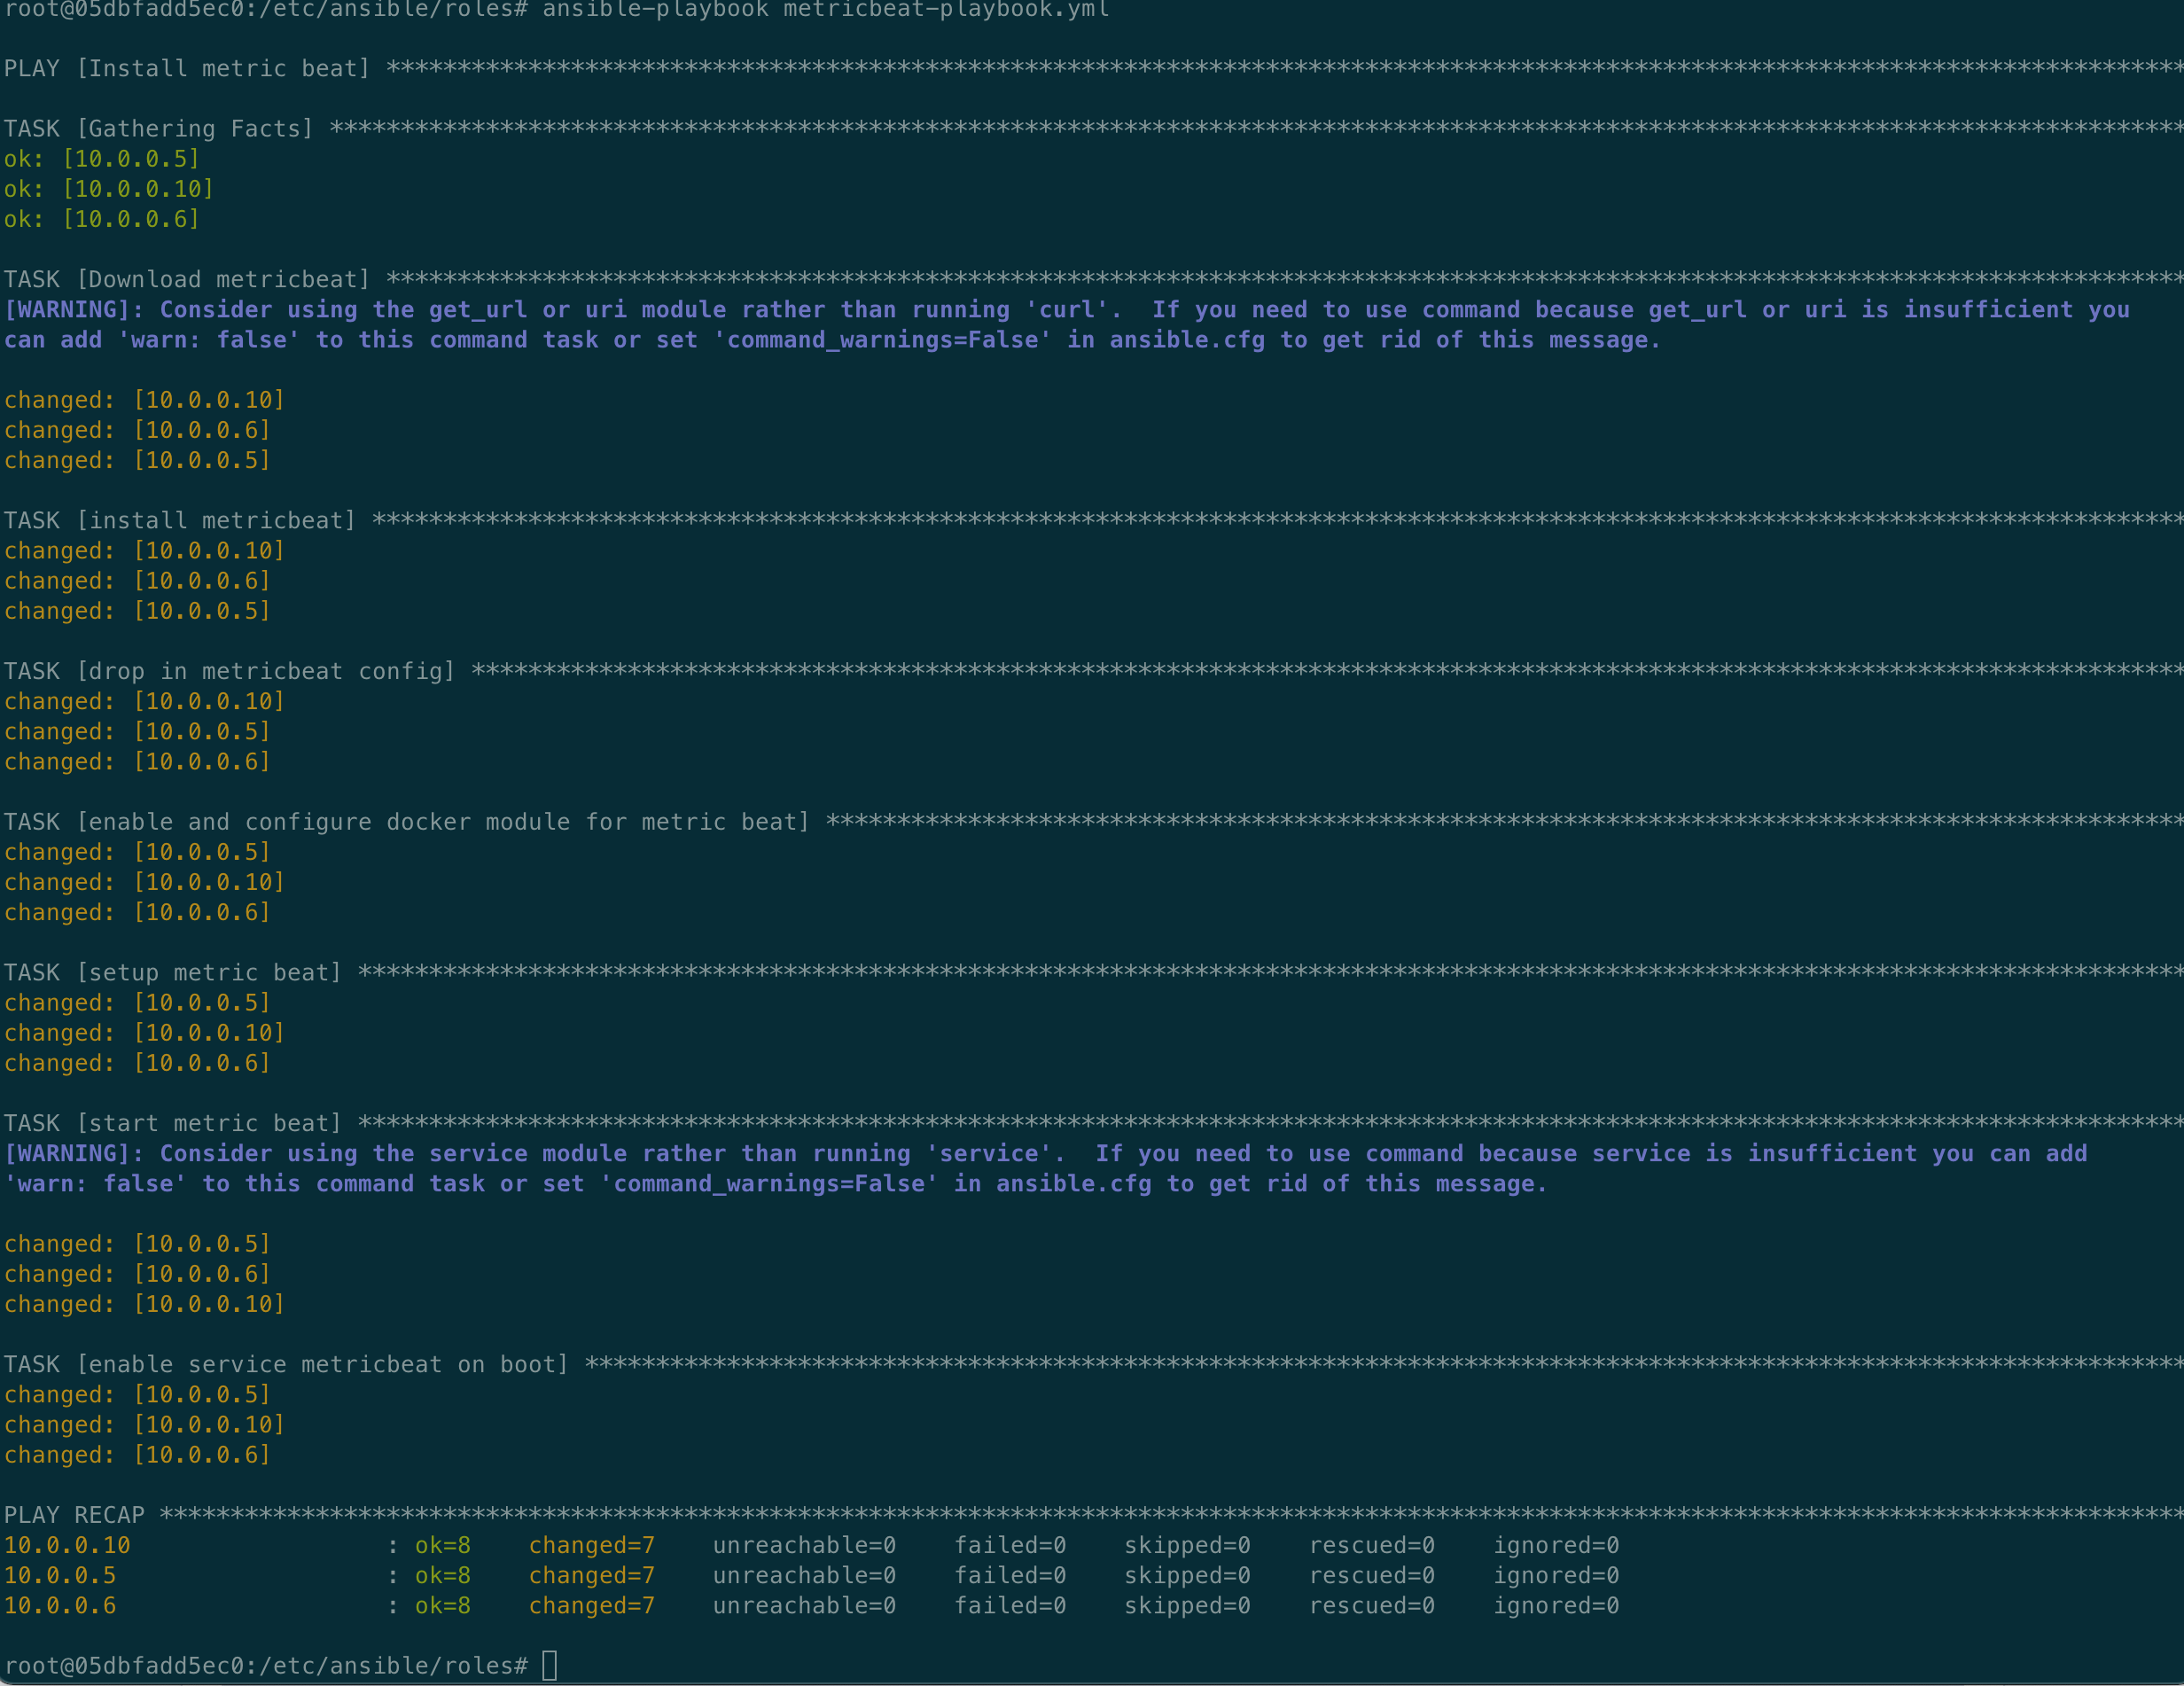 root@05dbfadd5ec0:/etc/ansible/roles# ansible-playbook metricbeat-playbook.yml
PLAY [Install metric beat] *******************************************************************************************************************************
TASK [Gathering Facts] ***********************************************************************************************************************************
ok: [10.0.0.5]
ok: [10.0.0.10]
ok: [10.0.0.6]
TASK [Download metricbeat] *******************************************************************************************************************************
[WARNING]: Consider using the get_url or uri module rather than running 'curl'.  If you need to use command because get_url or uri is insufficient you
can add 'warn: false' to this command task or set 'command_warnings=False' in ansible.cfg to get rid of this message.
changed: [10.0.0.10]
changed: [10.0.0.6]
changed: [10.0.0.5]
TASK [install metricbeat] ********************************************************************************************************************************
changed: [10.0.0.10]
changed: [10.0.0.6]
changed: [10.0.0.5]
TASK [drop in metricbeat config] *************************************************************************************************************************
changed: [10.0.0.10]
changed: [10.0.0.5]
changed: [10.0.0.6]
TASK [enable and configure docker module for metric beat] ************************************************************************************************
changed: [10.0.0.5]
changed: [10.0.0.10]
changed: [10.0.0.6]
TASK [setup metric beat] *********************************************************************************************************************************
changed: [10.0.0.5]
changed: [10.0.0.10]
changed: [10.0.0.6]
TASK [start metric beat] *********************************************************************************************************************************
[WARNING]: Consider using the service module rather than running 'service'.  If you need to use command because service is insufficient you can add
'warn: false' to this command task or set 'command_warnings=False' in ansible.cfg to get rid of this message.
changed: [10.0.0.5]
changed: [10.0.0.6]
changed: [10.0.0.10]
TASK [enable service metricbeat on boot] *****************************************************************************************************************
changed: [10.0.0.5]
changed: [10.0.0.10]
changed: [10.0.0.6]
PLAY RECAP ***********************************************************************************************************************************************
10.0.0.10                  : ok=8    changed=7    unreachable=0    failed=0    skipped=0    rescued=0    ignored=0
10.0.0.5                   : ok=8    changed=7    unreachable=0    failed=0    skipped=0    rescued=0    ignored=0
10.0.0.6                   : ok=8    changed=7    unreachable=0    failed=0    skipped=0    rescued=0    ignored=0
root@05dbfadd5ec0:/etc/ansible/roles#